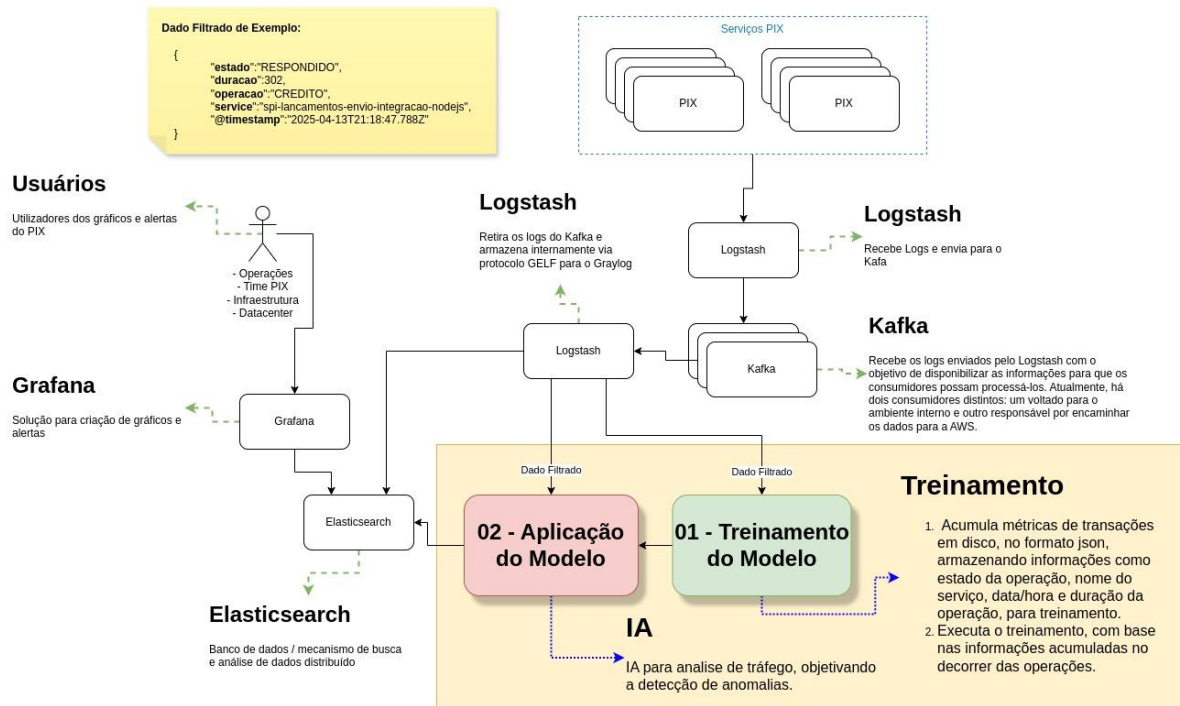 Dado Filtrado de Exemplo:
{
"estado":"RESPONDIDO",
"duracao":302,
"operacao":"CREDITO",
"service":"spi-lancamentos-envio-integracao-nodejs",
"@timestamp":"2025-04-13T21:18:47.788Z"
}
Serviços PIX
PIX
PIX
Usuários
Utilizadores dos gráficos e alertas
do PIX
- Operações
- Time PIX
- Infraestrutura
- Datacenter
Logstash
Retira os logs do Kafka e
armazena internamente via
protocolo GELF para o Graylog
Logstash
Logstash
Recebe Logs e envia para o
Kafa
Logstash
Kafka
Kafka
Recebe os logs enviados pelo Logstash com o
objetivo de disponibilizar as informações para que os
consumidores possam processá-los. Atualmente, há
dois consumidores distintos: um voltado para o
ambiente interno e outro responsável por encaminhar
os dados para a AWS.
Grafana
Solução para criação de gráficos e
alertas
Grafana
Dado Filtrado
Dado Filtrado
Elasticsearch
02 - Aplicação
do Modelo
01 - Treinamento
do Modelo
Treinamento
1. Acumula métricas de transações
em disco, no formato json,
armazenando informações como
estado da operação, nome do
serviço, data/hora e duração da
operação, para treinamento.
2. Executa o treinamento, com base
nas informações acumuladas no
decorrer das operações.
Elasticsearch
Banco de dados / mecanismo de busca
e análise de dados distribuído
IA
IA para analise de tráfego, objetivando
a detecção de anomalias.